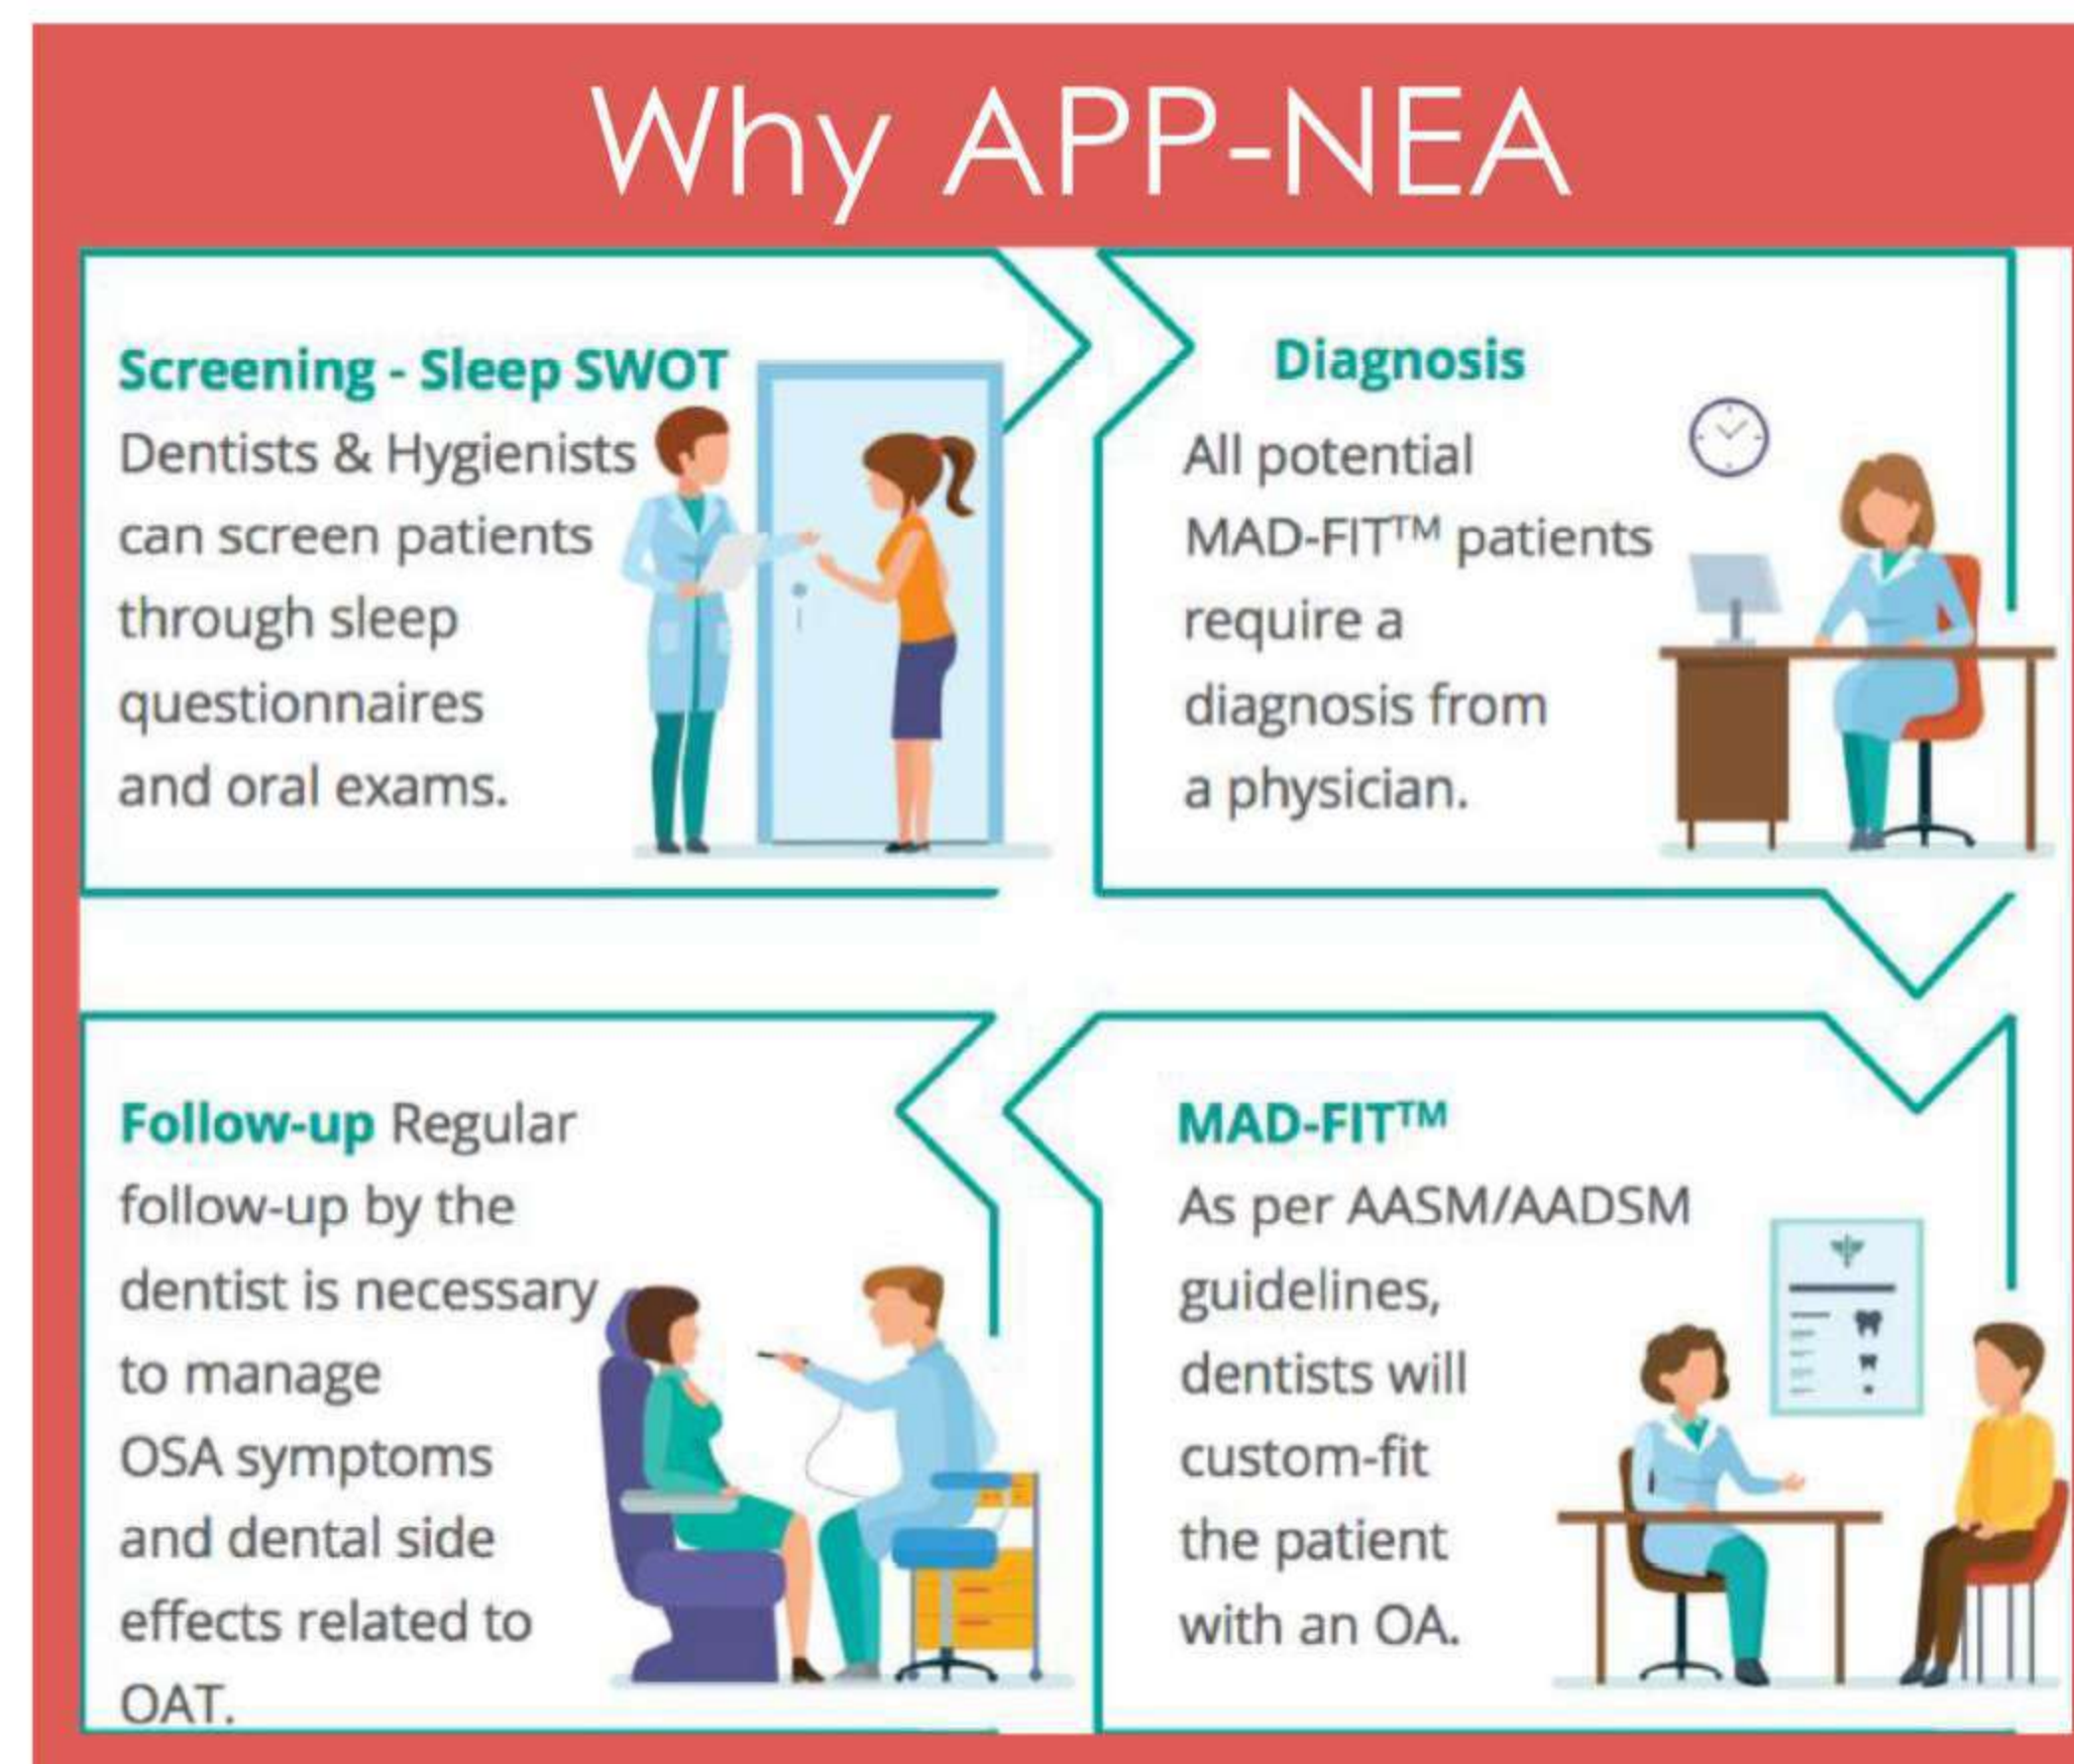 Why APP-NEA
Screening - Sleep SWOT
Dentists & Hygienists
can screen patients
through sleep
questionnaires
and oral exams.
Diagnosis
All potential
MAD-FIT™ patients
require a
diagnosis from
a physician.
MAD-FIT™
As per AASM/AADSM
guidelines,
dentists will
custom-fit
the patient
with an OA.
Follow-up Regular
follow-up by the
dentist is necessary
to manage
OSA symptoms
and dental side
effects related to
OAT.